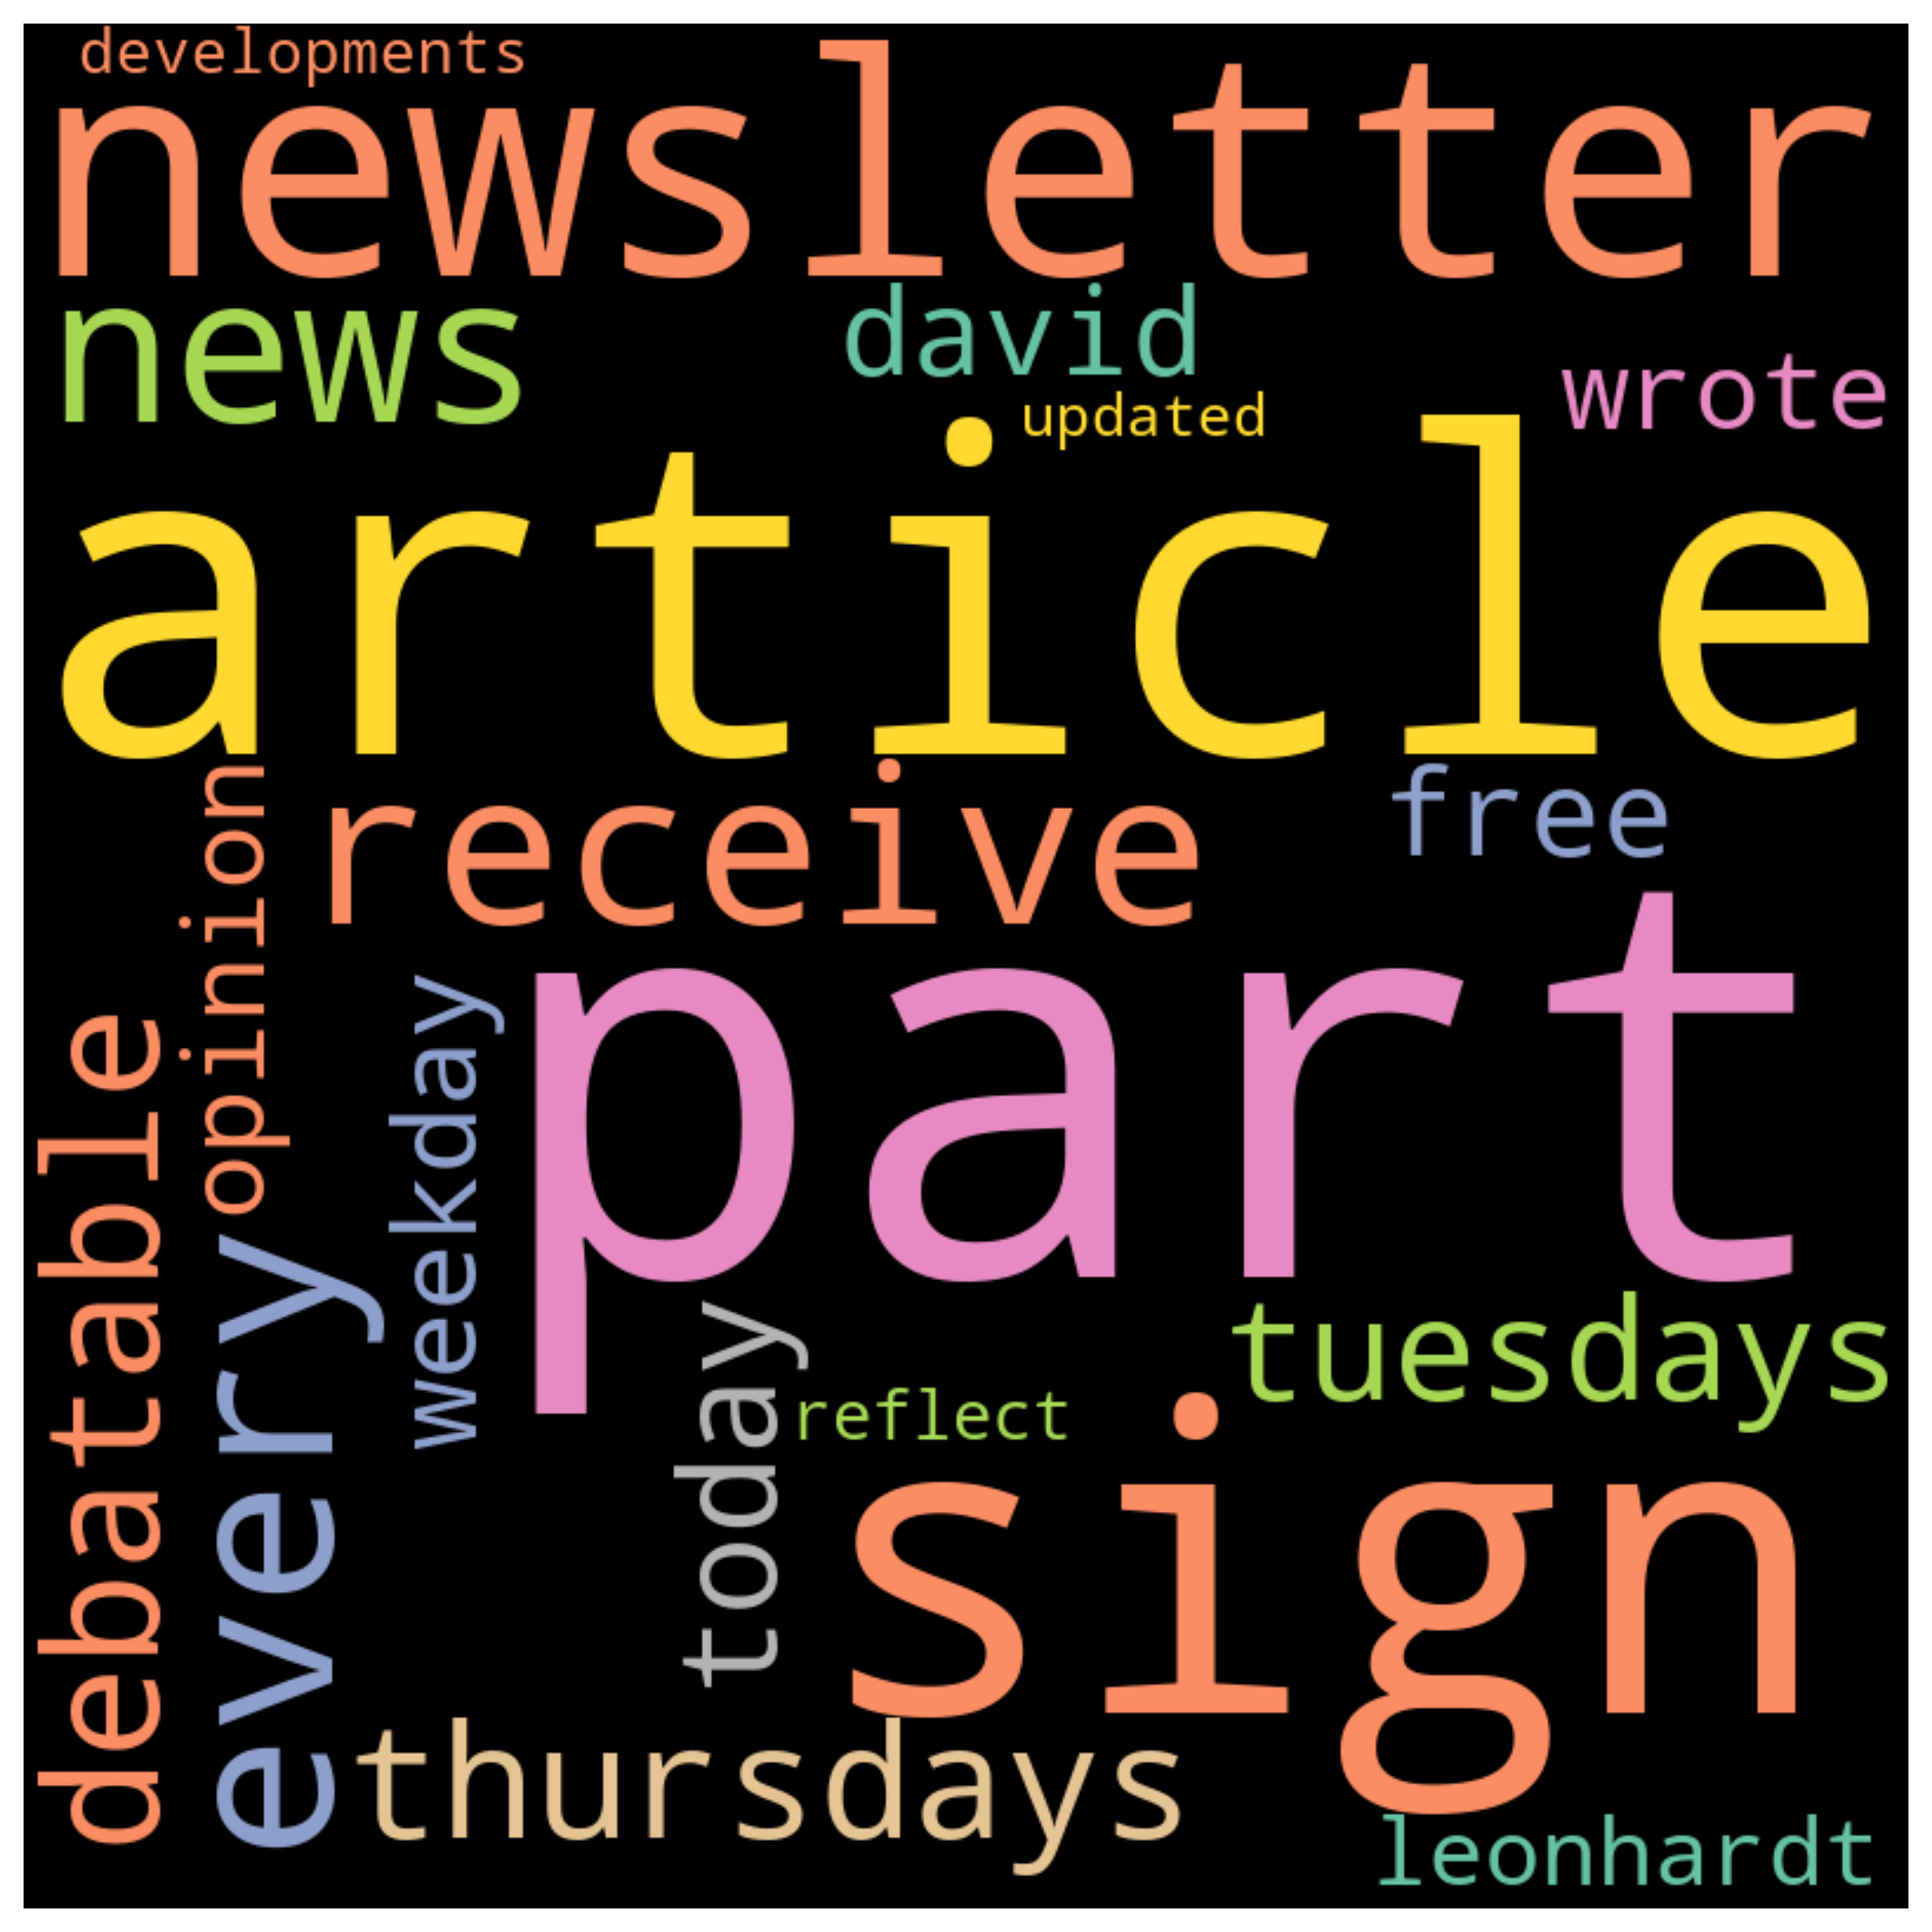 developments
newsletter
news
david
wrote
updated
article
opinion
receive
free
debatable
every
weekday
part
today
reflect
tuesdays
sign
thursdays
leonhardt